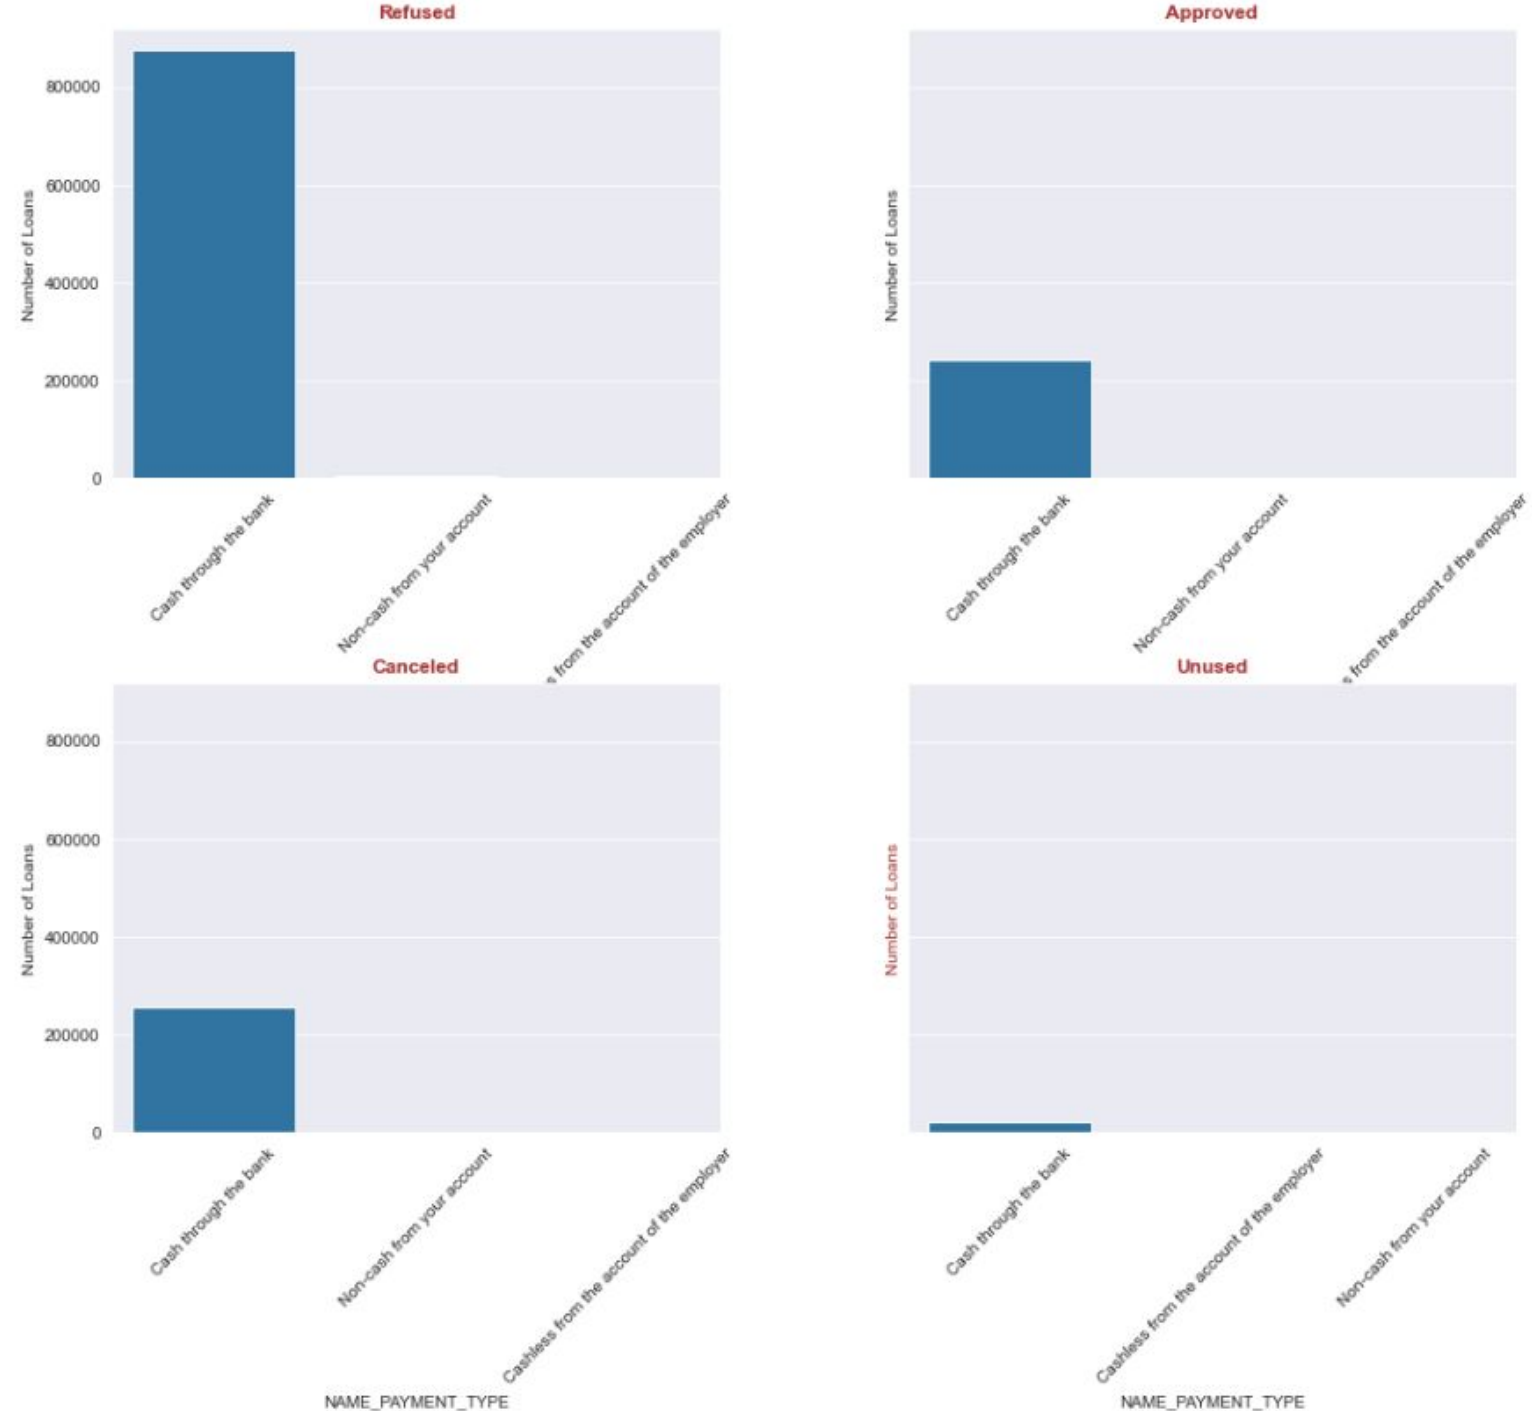 Refused
Number of Loans
800000
600000
400000
200000
0
Cash through the bank
Non-cash from your account
from the account of the employer
Approved
Number of Loans
Cash through the bank
Non-cash from your account
from the account of the employer
Canceled
Number of Loans
800000
600000
400000
200000
0
Cash through the bank
Non-cash from your account
Cashless from the account of the employer
NAME_PAYMENT_TYPE
Unused
Number of Loans
Cash through the bank
Cashless from the account of the employer
Non-cash from your account
NAME_PAYMENT_TYPE